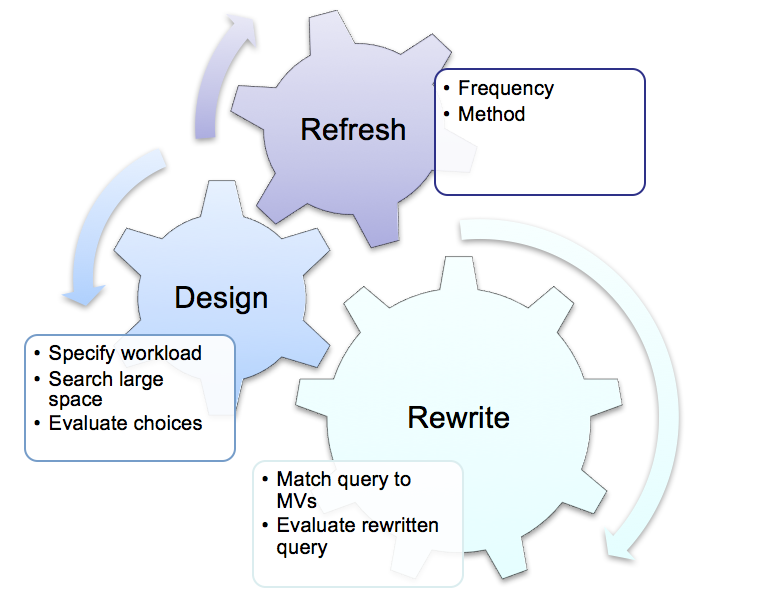 Refresh
• Frequency
• Method
Design
• Specify workload
• Search large
space
• Evaluate choices
Rewrite
• Match query to
MVs
• Evaluate rewritten
query